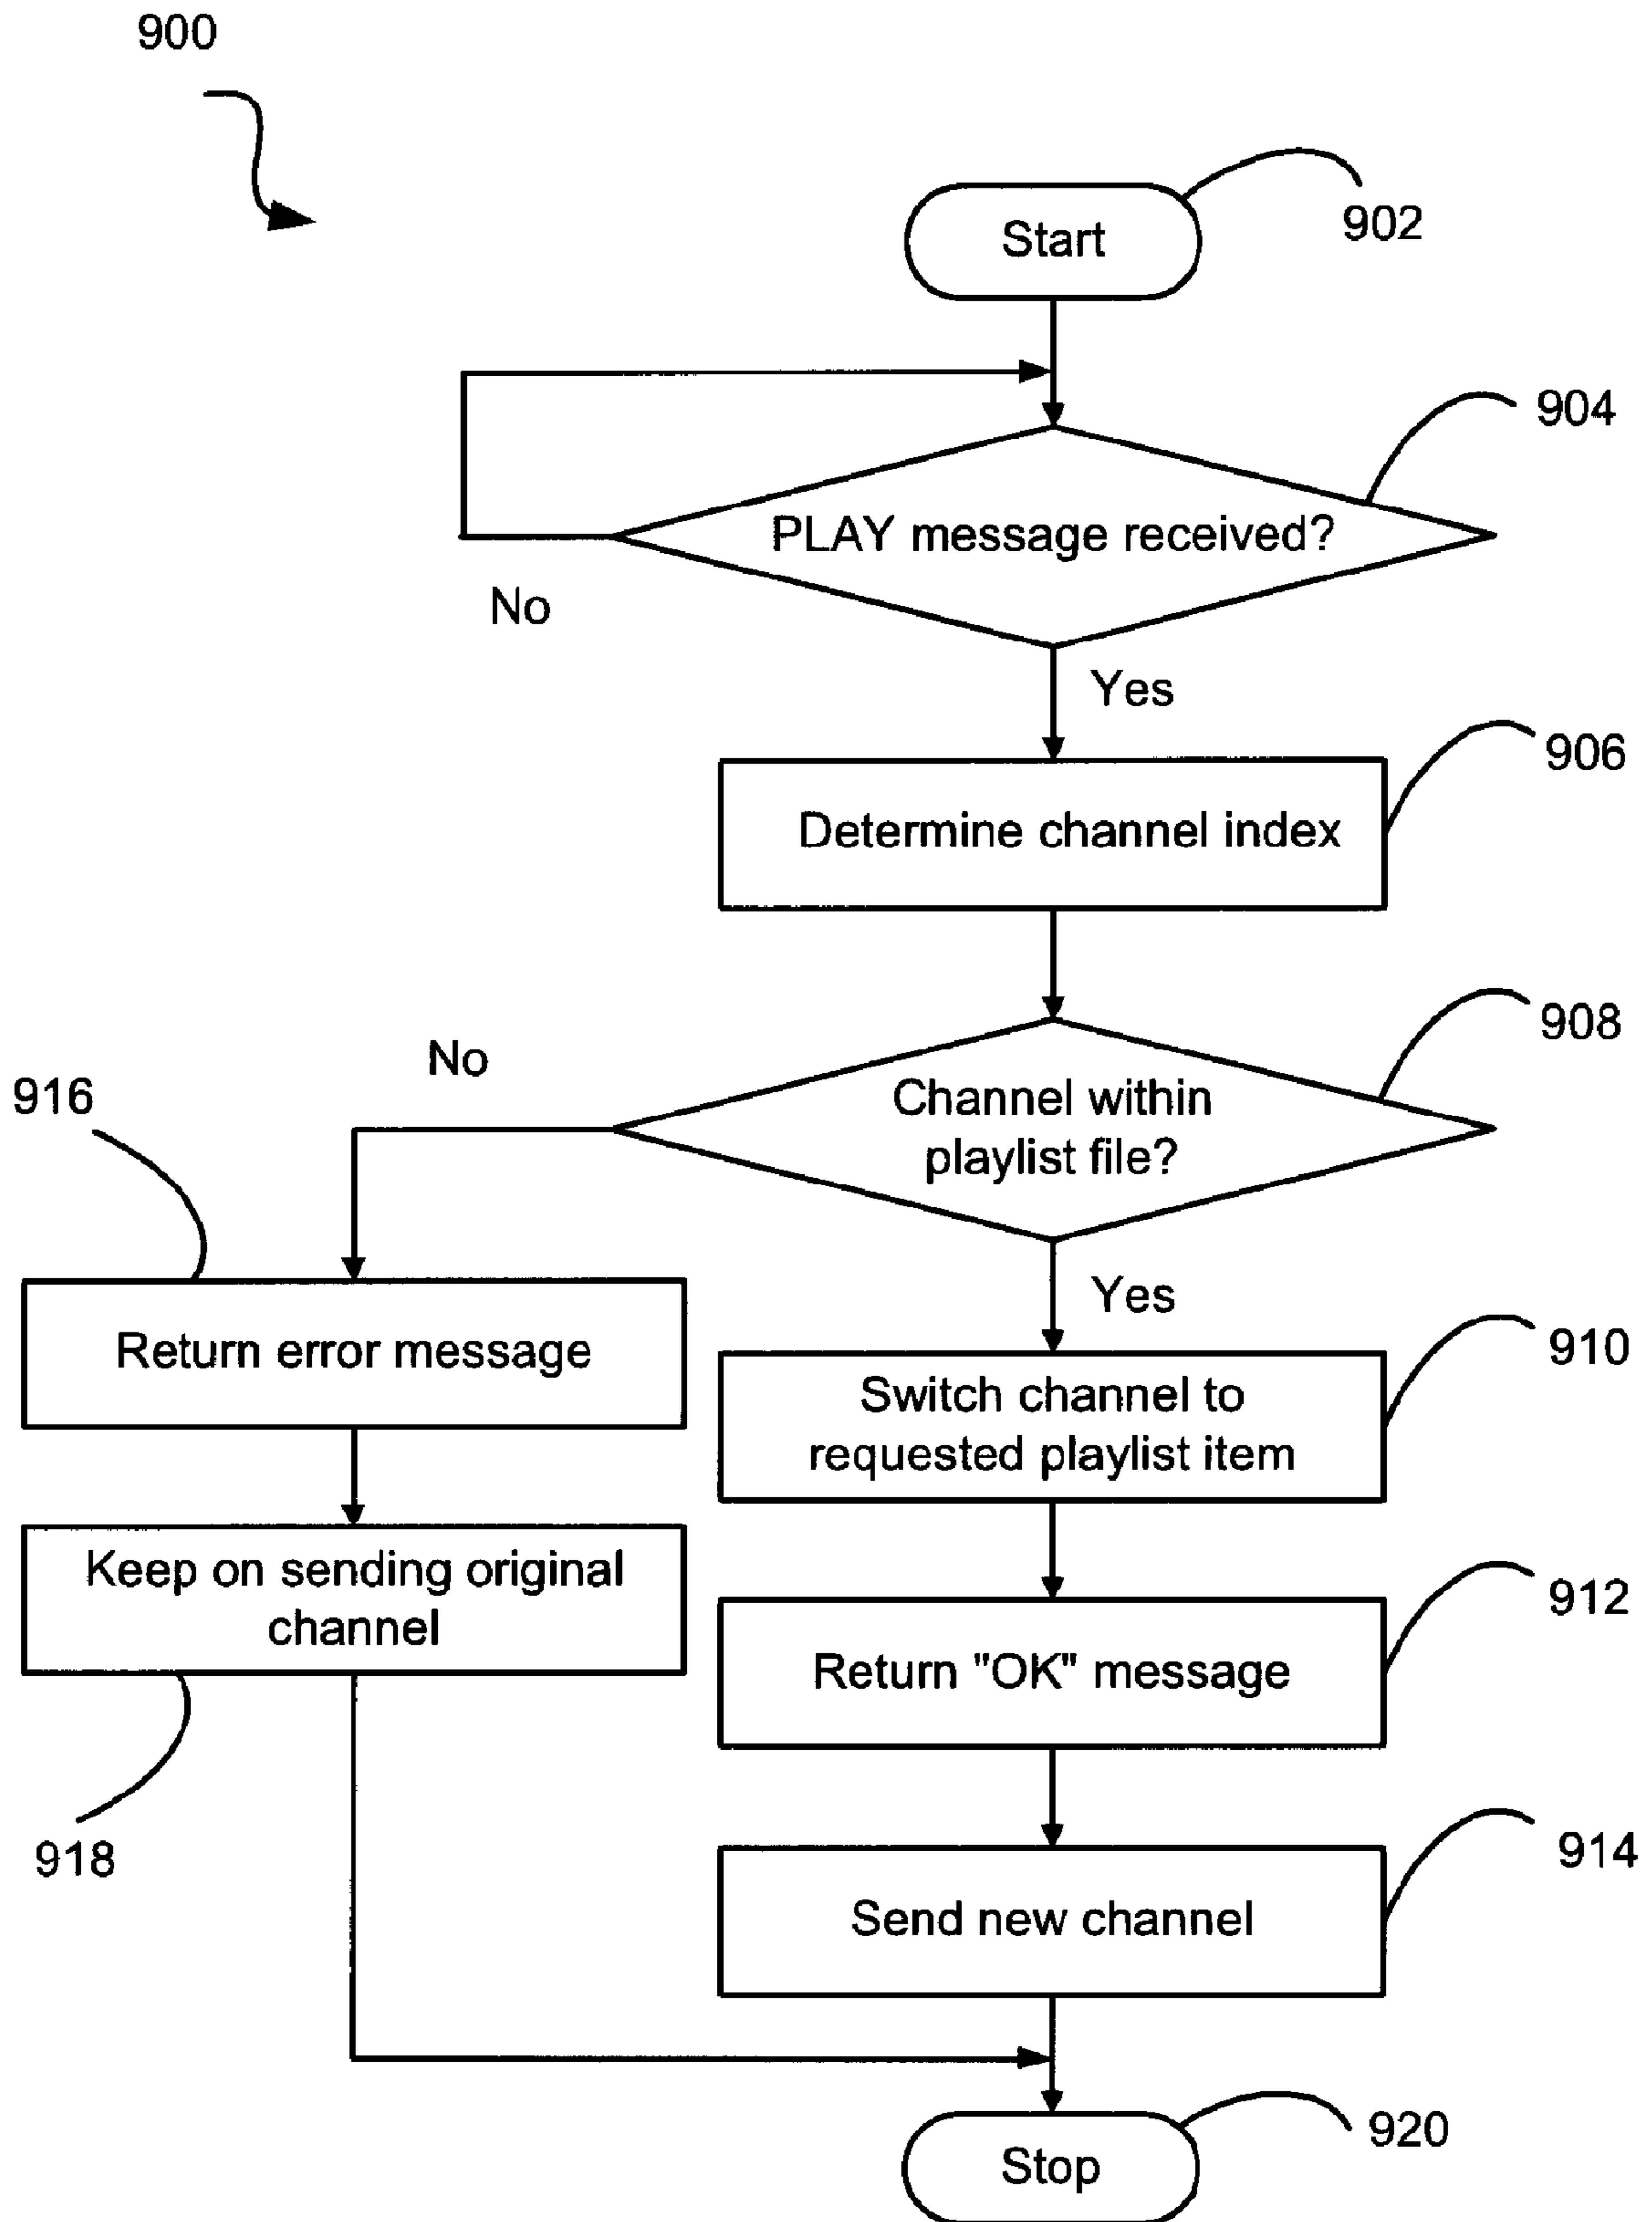 900
Start
902
904
PLAY message received?
No
Yes
906
Determine channel index
908
No
Channel within
playlist file?
916
Yes
Return error message
910
Switch channel to
requested playlist item
Keep on sending original
channel
912
Return "OK" message
918
914
Send new channel
920
Stop